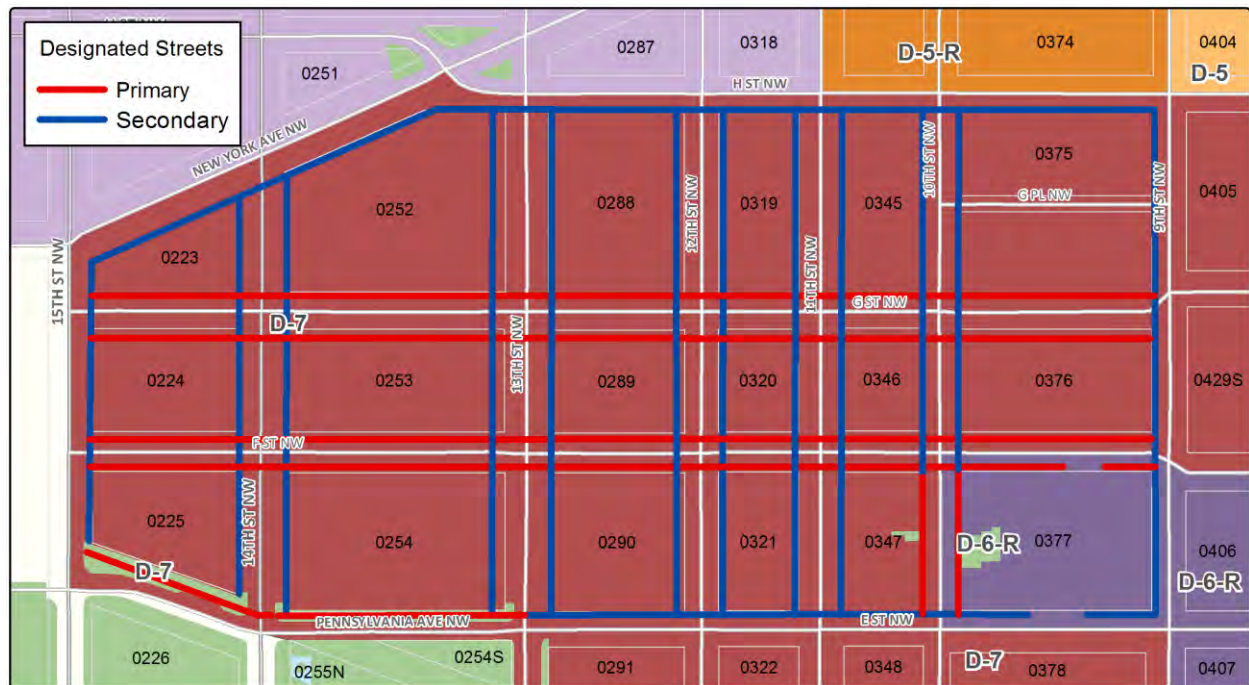 H ST NW
Designated Streets
Primary
Secondary
0251
0287
0318
D-5-R
0374
0404
D-5
H ST NW
NEW YORK AVE NW
15TH ST NW
0223
0252
0288
12TH ST NW
0319
11TH ST NW
0345
10TH ST NW
0375
G PL NW
9TH ST NW
0405
G ST NW
D-7
0224
0253
13TH ST NW
0289
0320
0346
0376
0429S
F ST NW
0225
14TH ST NW
0254
0290
0321
0347
D-6-R
0377
0406
D-6-R
D-7
PENNSYLVANIA AVE NW
E ST NW
0226
0255N
0254S
0291
0322
0348
D-7
0378
0407